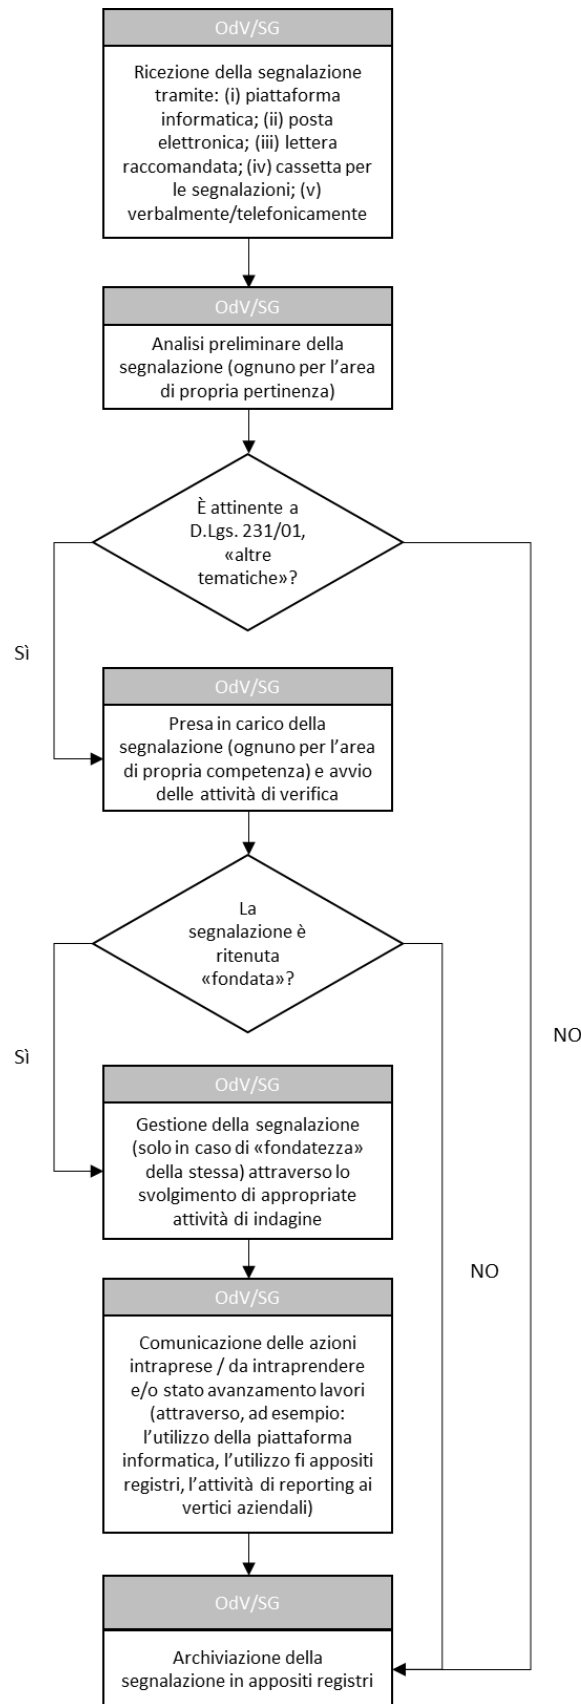 OdV/SG
Ricezione della segnalazione
tramite: (i) piattaforma
informatica; (ii) posta
elettronica; (iii) lettera
raccomandata; (iv) cassetta per
le segnalazioni; (v)
verbalmente/telefonicamente
OdV/SG
Analisi preliminare della
segnalazione (ognuno per l'area
di propria pertinenza)
È attinente a
D.Lgs. 231/01,
«altre
tematiche»?
Sì
OdV/SG
Presa in carico della
segnalazione (ognuno per l'area
di propria competenza) e avvio
delle attività di verifica
La
segnalazione è
ritenuta
«fondata»?
NO
Sì
OdV/SG
Gestione della segnalazione
(solo in caso di «fondatezza»
della stessa) attraverso lo
svolgimento di appropriate
attività di indagine
NO
OdV/SG
Comunicazione delle azioni
intraprese / da intraprendere
e/o stato avanzamento lavori
(attraverso, ad esempio:
l'utilizzo della piattaforma
informatica, l'utilizzo fi appositi
registri, l'attività di reporting ai
vertici aziendali)
OdV/SG
Archiviazione della
segnalazione in appositi registri